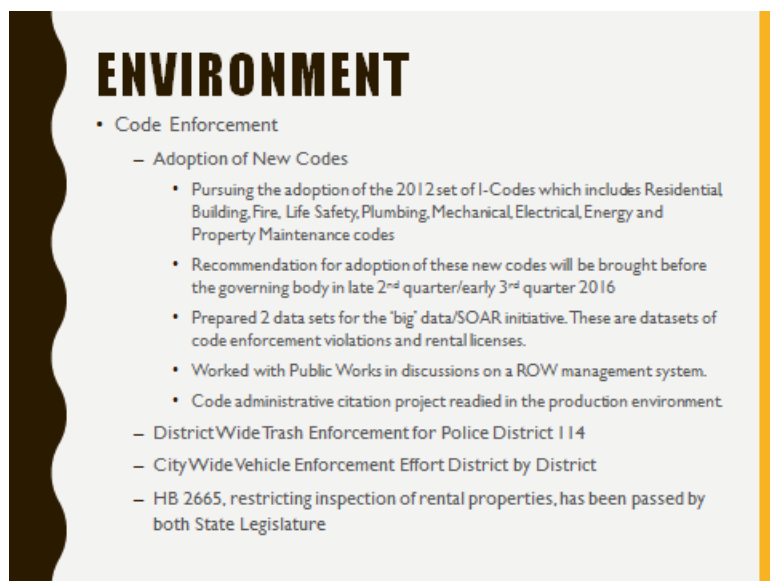 ENVIRONMENT
• Code Enforcement
– Adoption of New Codes
• Pursuing the adoption of the 2012 set of I-Codes which includes Residential,
Building, Fire, Life Safety, Plumbing, Mechanical, Electrical, Energy and
Property Maintenance codes
• Recommendation for adoption of these new codes will be brought before
the governing body in late 2nd quarter/early 3rd quarter 2016
• Prepared 2 data sets for the 'big' data/SOAR initiative. These are datasets of
code enforcement violations and rental licenses.
• Worked with Public Works in discussions on a ROW management system.
• Code administrative citation project readied in the production environment.
– District Wide Trash Enforcement for Police District 114
– City Wide Vehicle Enforcement Effort District by District
– HB 2665, restricting inspection of rental properties, has been passed by
both State Legislature